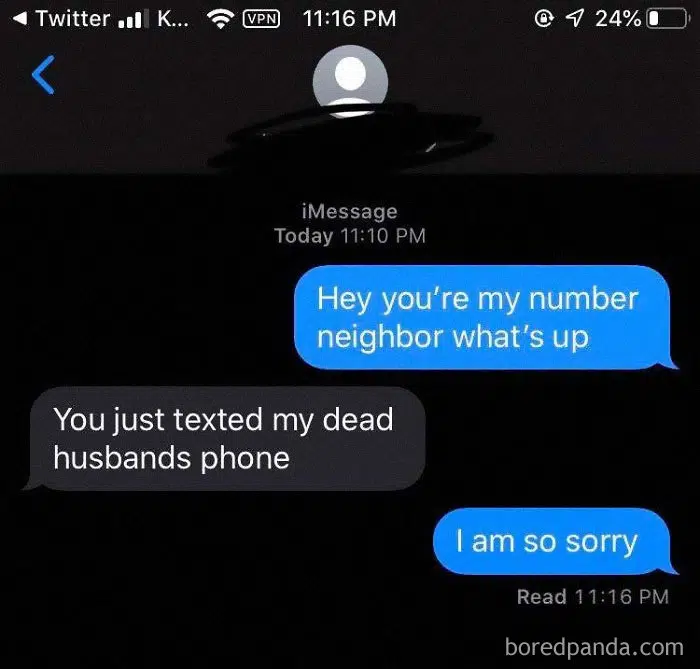 Twitter K... VPN 11:16 PM 24%
iMessage
Today 11:10 PM
Hey you’re my number
neighbor what’s up
You just texted my dead
husbands phone
I am so sorry
Read 11:16 PM
boredpanda.com